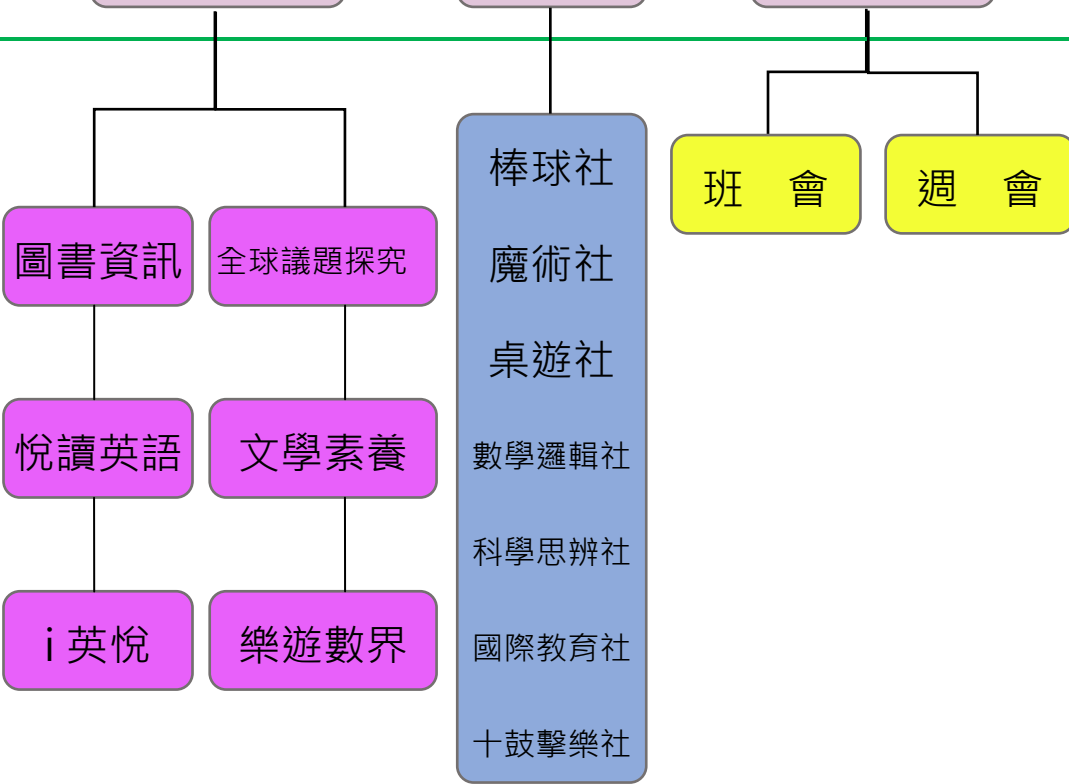 圖書資訊
悅讀英語
i 英悅
全球議題探究
文學素養
樂遊數界
棒球社
魔術社
桌遊社
數學邏輯社
科學思辨社
國際教育社
十鼓擊樂社
班　會
週　會